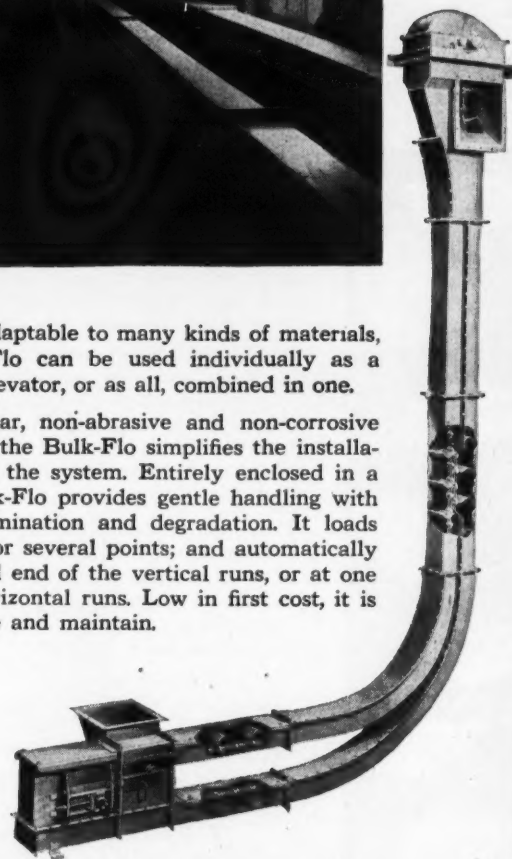 daptable to many kinds of materials,
Flo can be used individually as a
evator, or as all, combined in one.
ar, non-abrasive and non-corrosive
the Bulk-Flo simplifies the installa-
the system. Entirely enclosed in a
k-Flo provides gentle handling with
mination and degradation. It loads
or several points; and automatically
l end of the vertical runs, or at one
izontal runs. Low in first cost, it is
e and maintain.